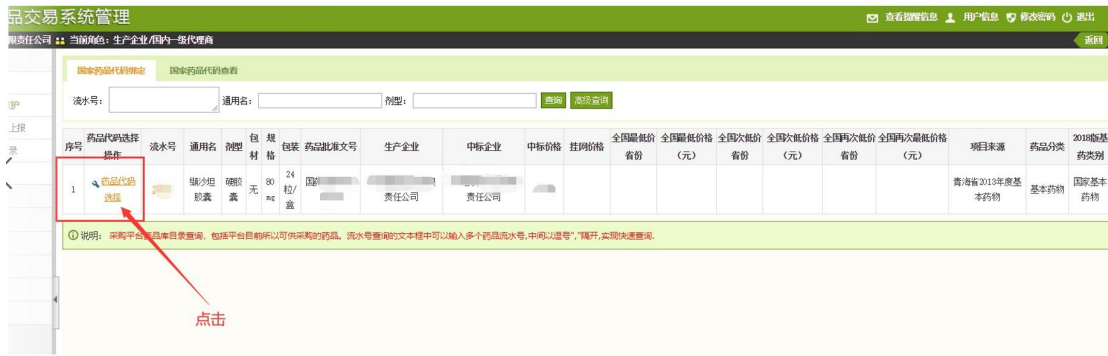 品交易系统管理
查看提醒信息 用户信息 修改密码 退出
限责任公司 当前角色：生产企业/国内一级代理商 返回
国家药品代码绑定 国家药品代码查看
流水号： 通用名： 剂型： 查询 高级查询
序号 药品代码选择操作 流水号 通用名 剂型 包材 规格 包装 药品批准文号 生产企业 中标企业 中标价格 挂网价格 全国最低价省份 全国最低价格（元） 全国次低价省份 全国次低价格（元） 全国再次低价省份 全国再次最低价格（元） 项目来源 药品分类 2018版基药类别
1 药品代码选择 缬沙坦胶囊 硬胶囊 无 80mg 24粒/盒 责任公司 责任公司 青海省2013年度基本药物 基本药物 国家基本药物
说明：采购平台药品库目录查询，包括平台目前所以可供采购的药品。流水号查询的文本框中可以输入多个药品流水号,中间以逗号","隔开,实现快速查询.
护
上报
录
点击